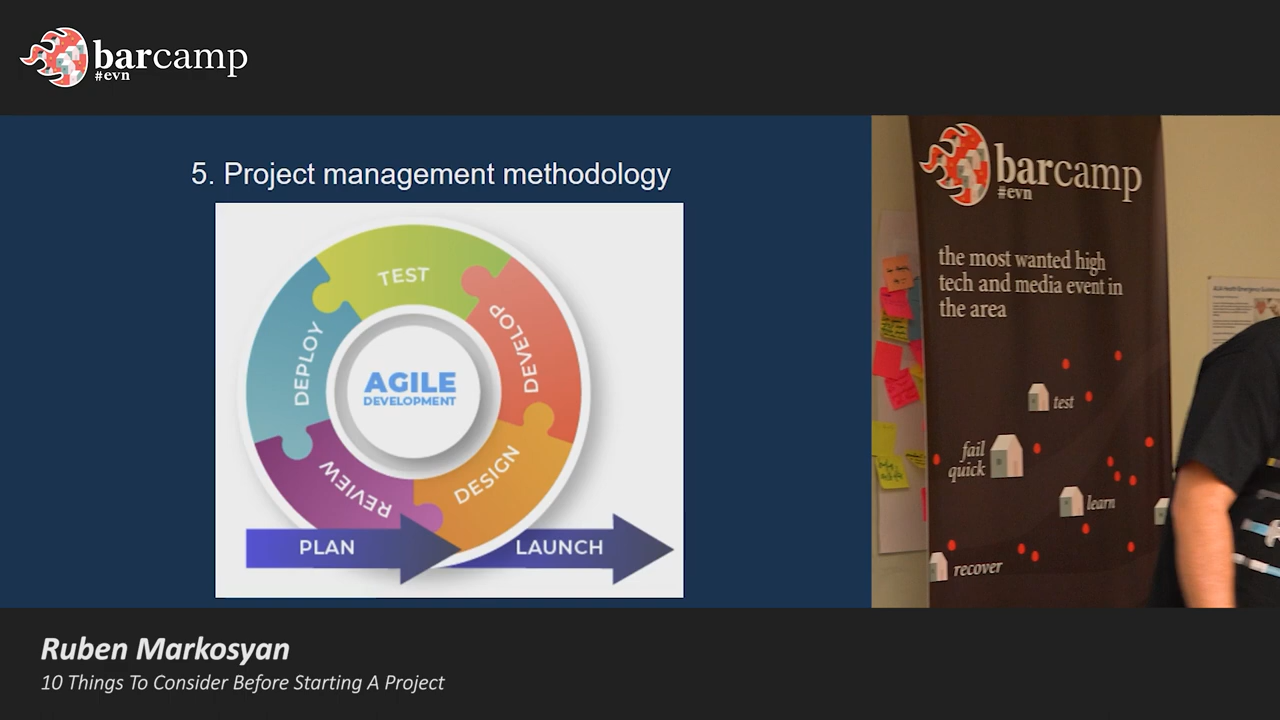 barcamp
#evn
5. Project management methodology
TEST
DEVELOP
DEPLOY
AGILE
DEVELOPMENT
DESIGN
REVIEW
PLAN
LAUNCH
barcamp
#evn
the most wanted high
tech and media event in
the area
test
fail
quick
learn
recover
Ruben Markosyan
10 Things To Consider Before Starting A Project